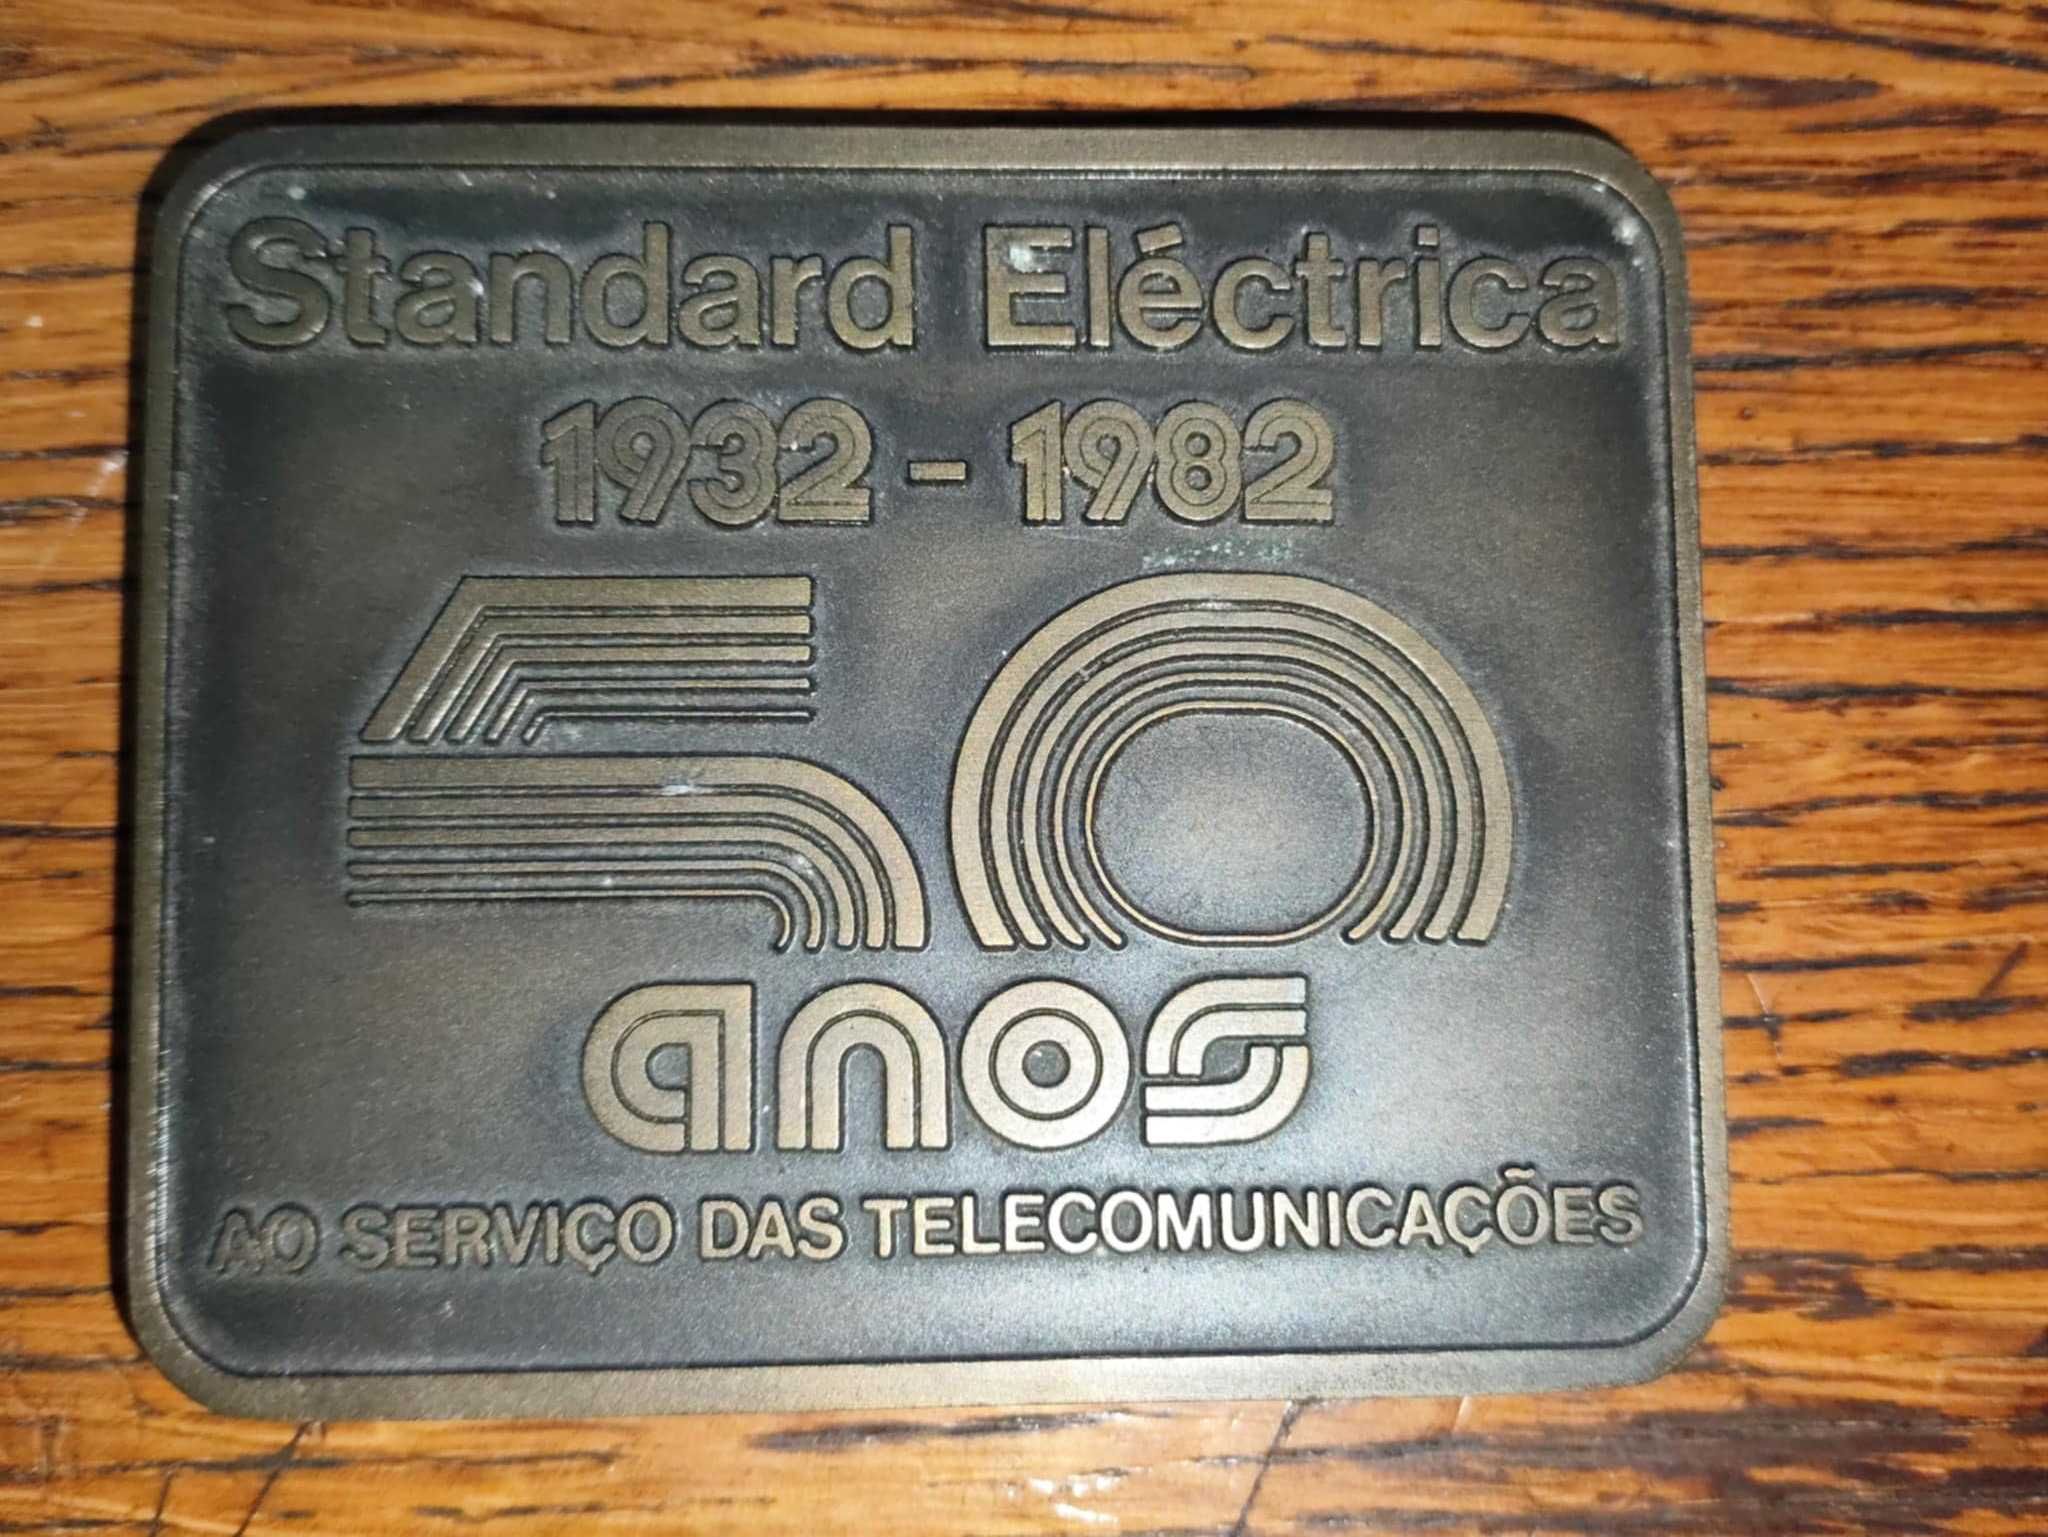 Standard Eléctrica
1932 - 1982
50
anos
AO SERVIÇO DAS TELECOMUNICAÇÕES